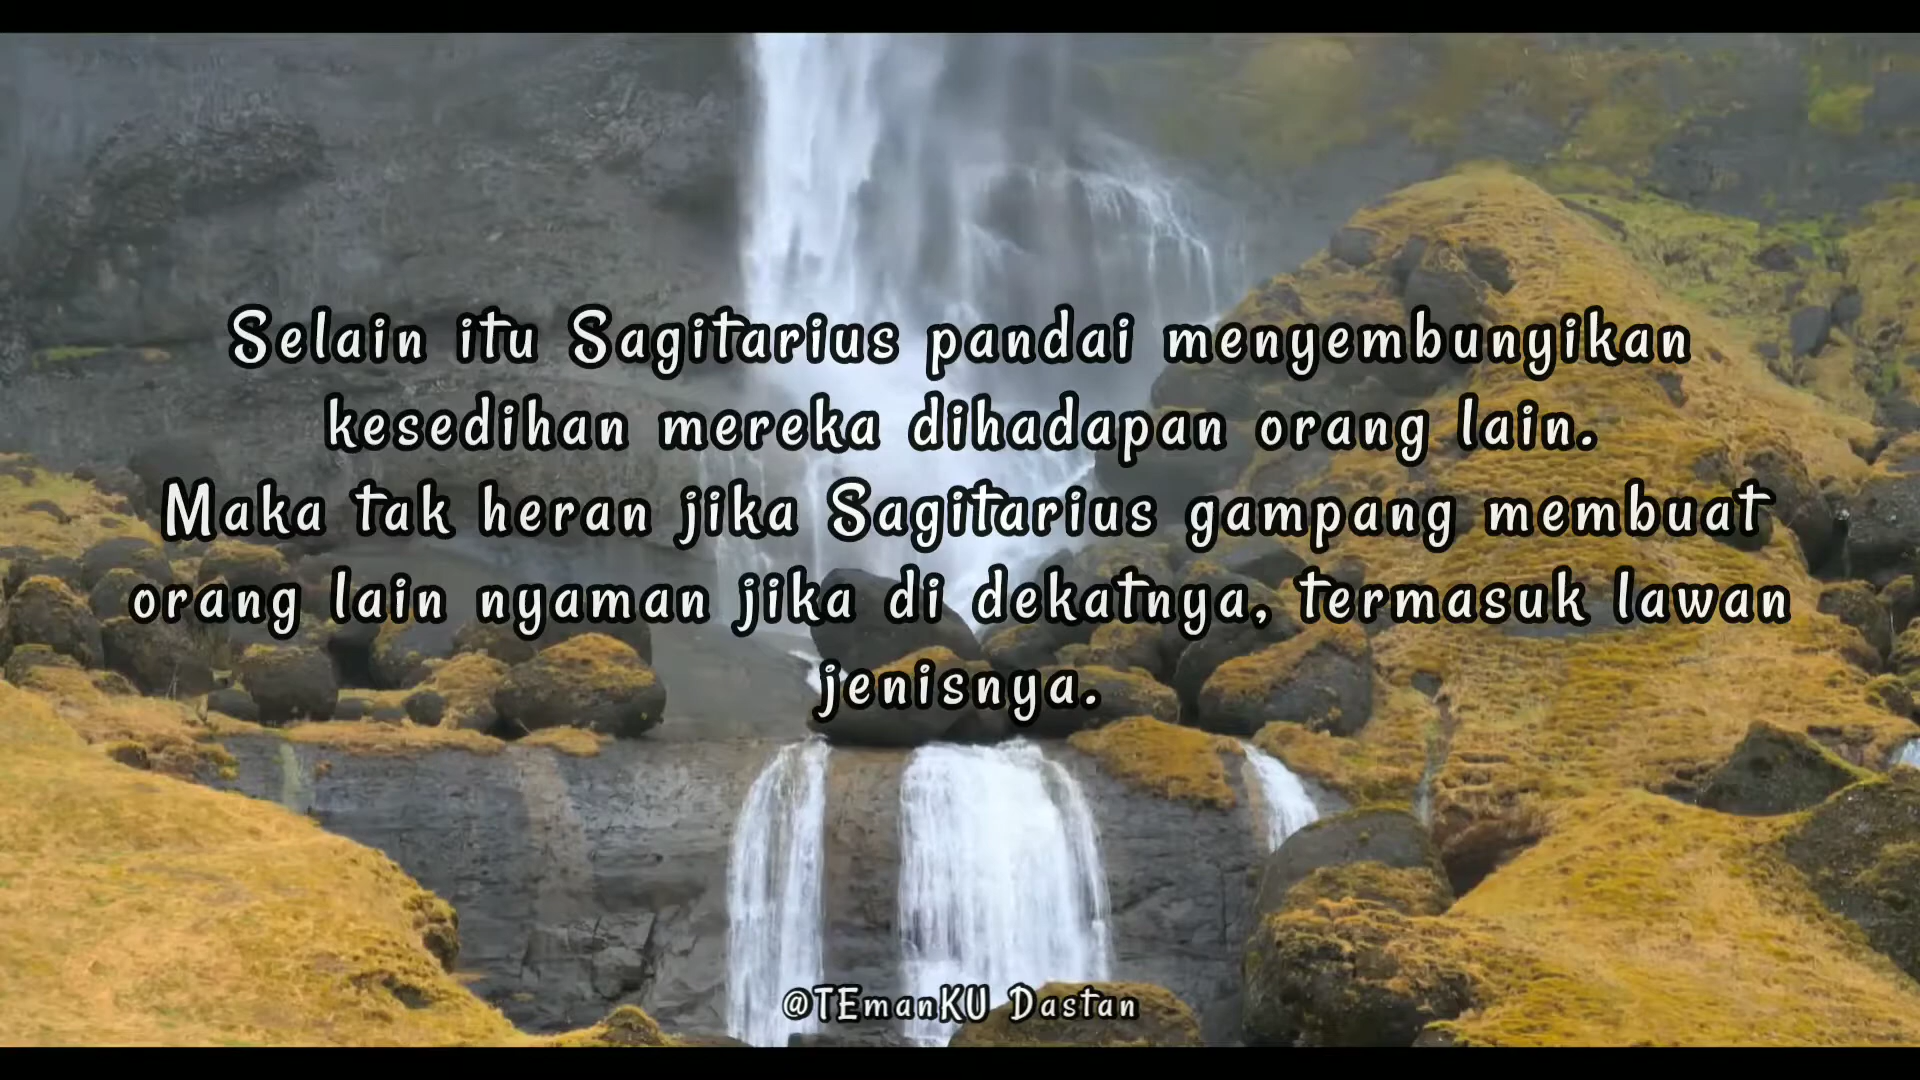 Selain itu Sagitarius pandai menyembunyikan
kesedihan mereka dihadapan orang lain.
Maka tak heran jika Sagitarius gampang membuat
orang lain nyaman jika di dekatnya, termasuk lawan
jenisnya.
@TEmanKU Dastan